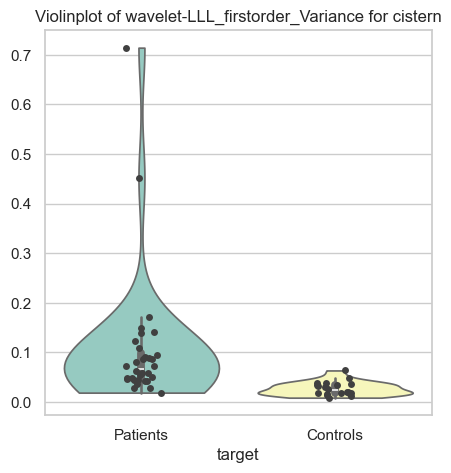 Violinplot of wavelet-LLL_firstorder_Variance for cistern
0.7
0.6
0.5
0.4
0.3
0.2
0.1
0.0
Patients Controls
target